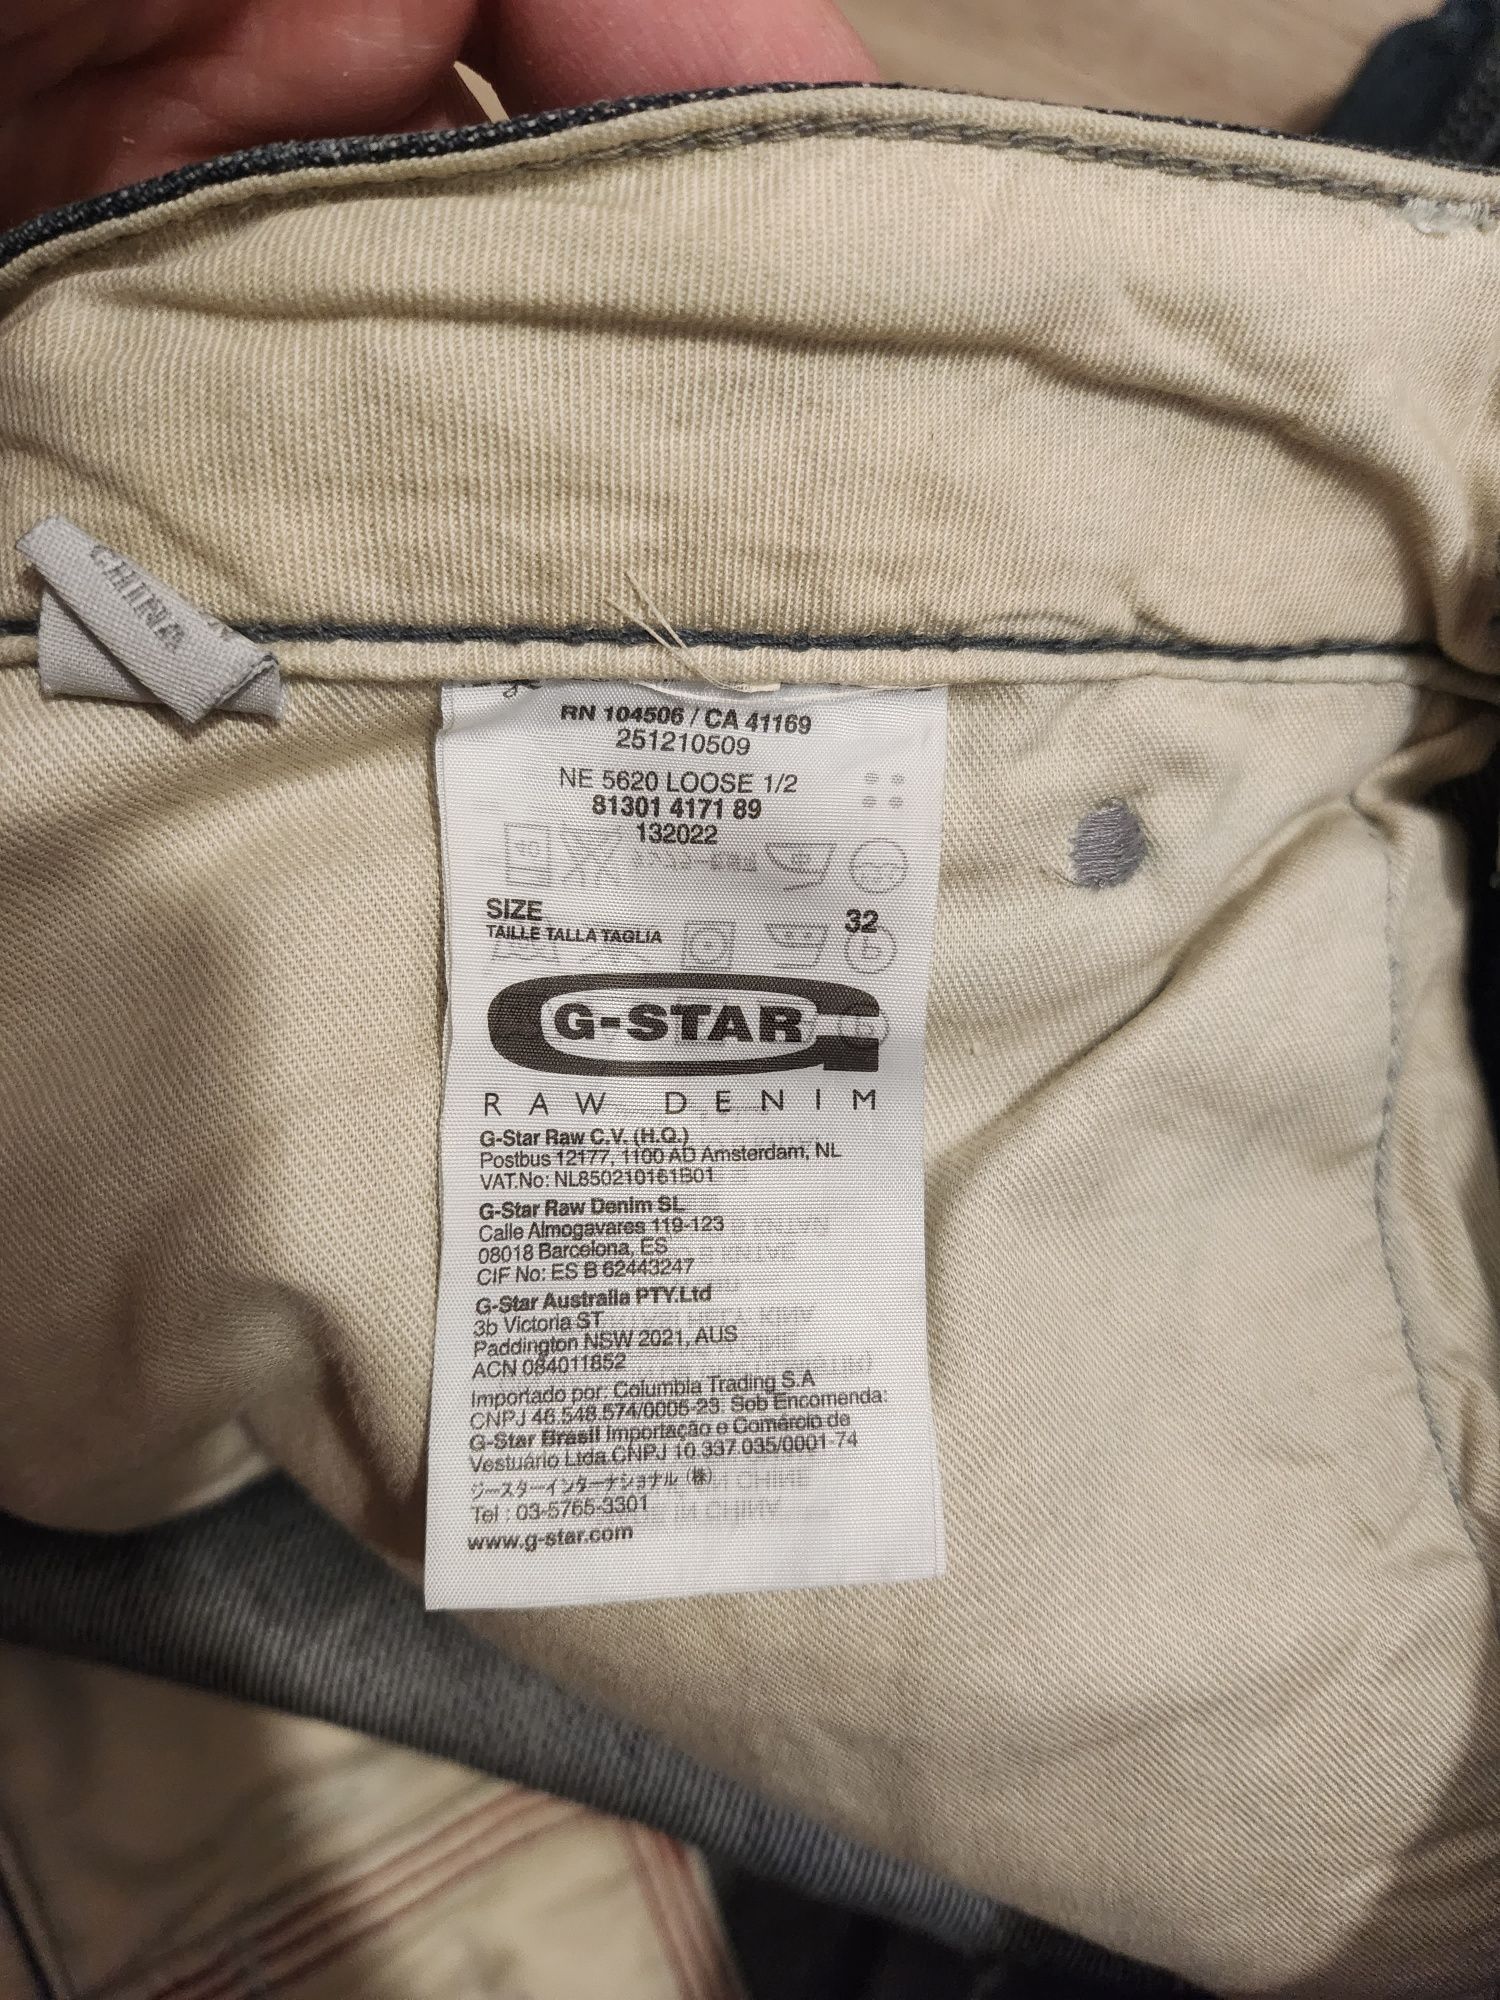 CHINA
RN 104506 / CA 41169
251210509
NE 5620 LOOSE 1/2
81301 4171 89
132022
SIZE 32
TAILLE TALLA TAGLIA
G-STAR
RAW DENIM
G-Star Raw C.V. (H.Q.)
Postbus 12177, 1100 AD Amsterdam, NL
VAT.No: NL850210161B01
G-Star Raw Denim SL
Calle Almogavares 119-123
08018 Barcelona, ES
CIF No: ES B 62443247
G-Star Australia PTY.Ltd
3b Victoria ST
Paddington NSW 2021, AUS
ACN 084011852
Importado por: Columbia Trading S.A
CNPJ 46.548.574/0006-23. Sob Encomenda:
G-Star Brasil Importação e Comércio de
Vestuário Ltda.CNPJ 10.337.035/0001-74
ジースターインターナショナル (株)
Tel : 03-5765-3301
www.g-star.com